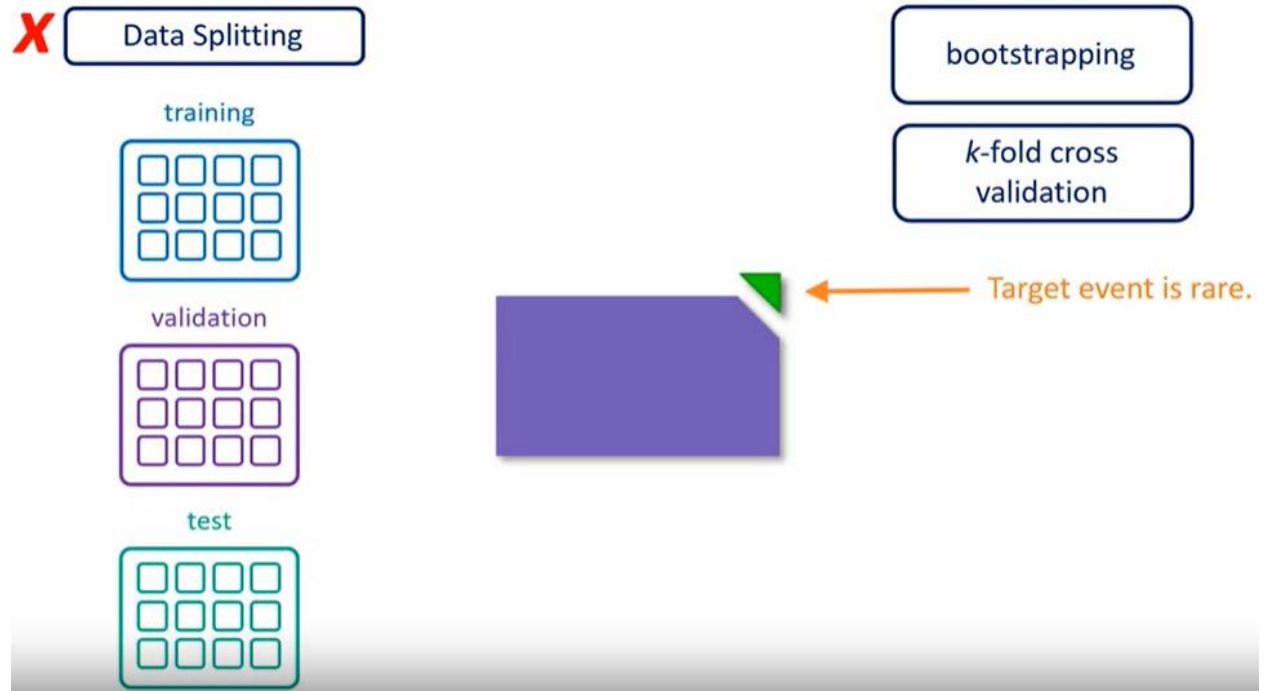 X
Data Splitting
training
validation
test
bootstrapping
k-fold cross
validation
Target event is rare.